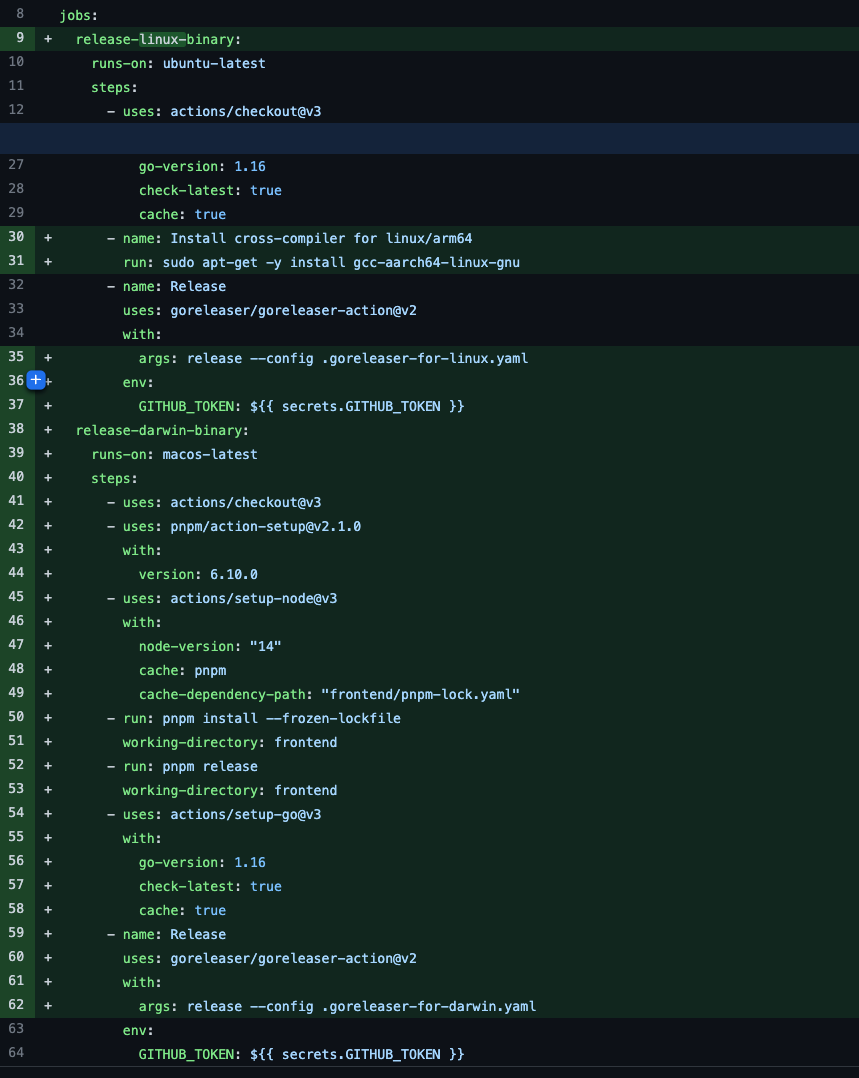 8 jobs:
9 + release-linux-binary:
10 runs-on: ubuntu-latest
11 steps:
12 - uses: actions/checkout@v3
27 go-version: 1.16
28 check-latest: true
29 cache: true
30 + - name: Install cross-compiler for linux/arm64
31 + run: sudo apt-get -y install gcc-aarch64-linux-gnu
32 - name: Release
33 uses: goreleaser/goreleaser-action@v2
34 with:
35 + args: release --config .goreleaser-for-linux.yaml
36 + env:
37 + GITHUB_TOKEN: ${{ secrets.GITHUB_TOKEN }}
38 + release-darwin-binary:
39 + runs-on: macos-latest
40 + steps:
41 + - uses: actions/checkout@v3
42 + - uses: pnpm/action-setup@v2.1.0
43 + with:
44 + version: 6.10.0
45 + - uses: actions/setup-node@v3
46 + with:
47 + node-version: "14"
48 + cache: pnpm
49 + cache-dependency-path: "frontend/pnpm-lock.yaml"
50 + - run: pnpm install --frozen-lockfile
51 + working-directory: frontend
52 + - run: pnpm release
53 + working-directory: frontend
54 + - uses: actions/setup-go@v3
55 + with:
56 + go-version: 1.16
57 + check-latest: true
58 + cache: true
59 + - name: Release
60 + uses: goreleaser/goreleaser-action@v2
61 + with:
62 + args: release --config .goreleaser-for-darwin.yaml
63 env:
64 GITHUB_TOKEN: ${{ secrets.GITHUB_TOKEN }}